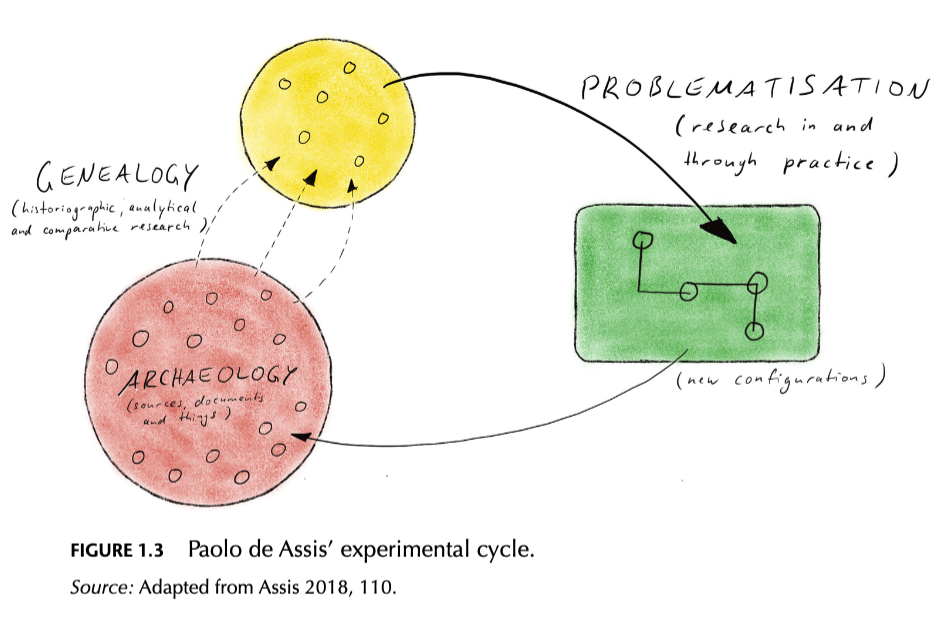 PROBLEMATISATION
(research in and
through practice)
GENEALOGY
(historiographic, analytical
and comparative research)
ARCHAEOLOGY
(sources, documents
and things)
(new configurations)
FIGURE 1.3 Paolo de Assis’ experimental cycle.
Source: Adapted from Assis 2018, 110.